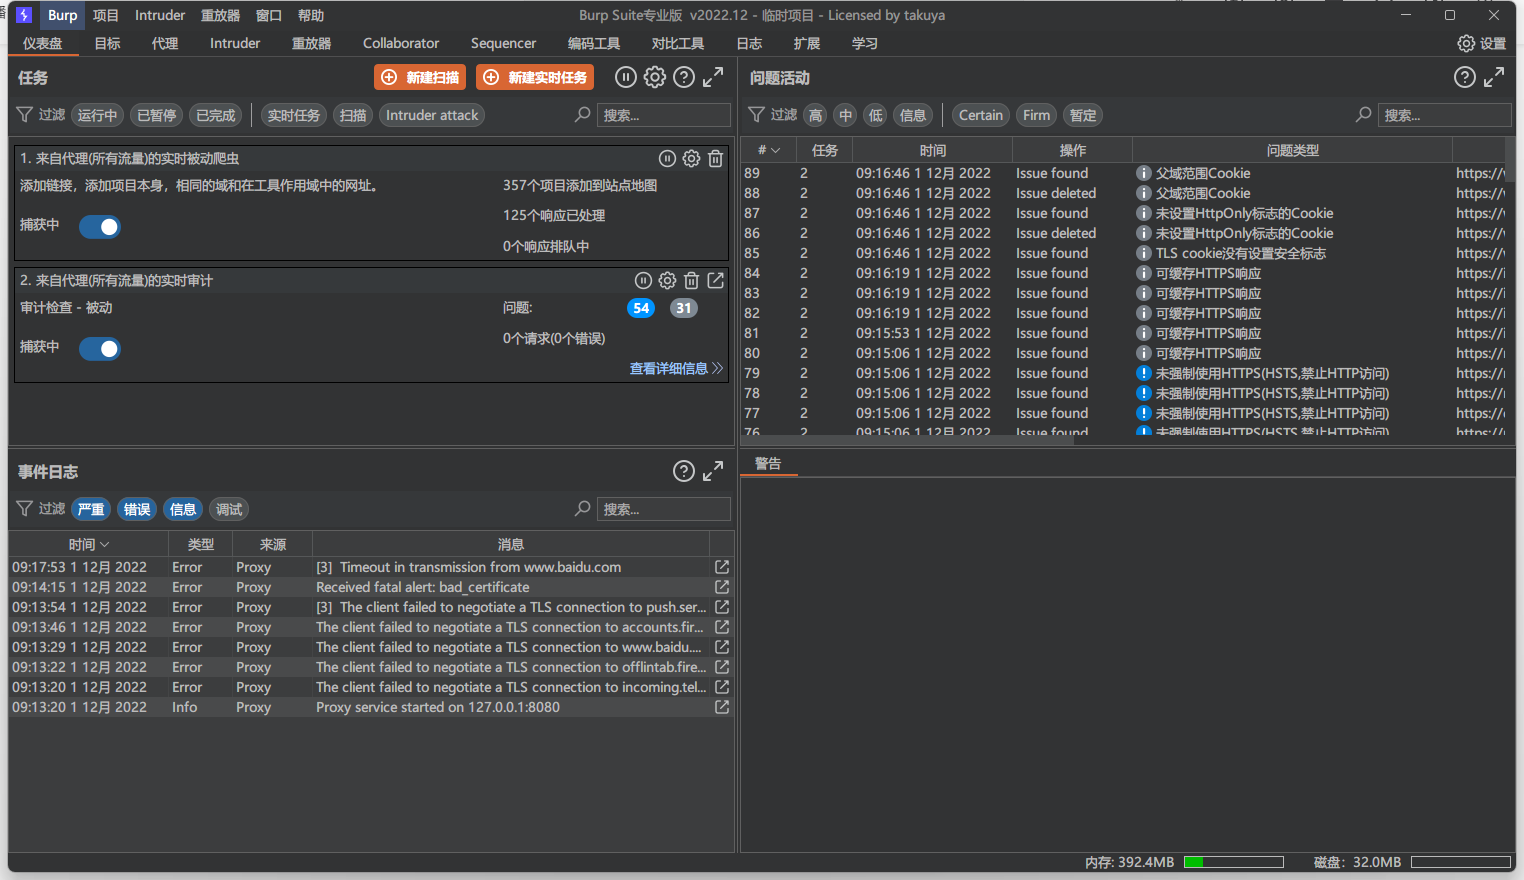 Burp 项目 Intruder 重放器 窗口 帮助 Burp Suite专业版 v2022.12 - 临时项目 - Licensed by takuya
仪表盘 目标 代理 Intruder 重放器 Collaborator Sequencer 编码工具 对比工具 日志 扩展 学习 设置
任务 新建扫描 新建实时任务
过滤 运行中 已暂停 已完成 实时任务 扫描 Intruder attack 搜索...
1. 来自代理(所有流量)的实时被动爬虫
添加链接，添加项目本身，相同的域和在工具作用域中的网址。 357个项目添加到站点地图
125个响应已处理
捕获中
0个响应排队中
2. 来自代理(所有流量)的实时审计
审计检查 - 被动 问题: 54 31
0个请求(0个错误)
捕获中
查看详细信息
问题活动
过滤 高 中 低 信息 Certain Firm 暂定 搜索...
# 任务 时间 操作 问题类型
89 2 09:16:46 1 12月 2022 Issue found 父域范围Cookie https://
88 2 09:16:46 1 12月 2022 Issue deleted 父域范围Cookie https://
87 2 09:16:46 1 12月 2022 Issue found 未设置HttpOnly标志的Cookie https://
86 2 09:16:46 1 12月 2022 Issue deleted 未设置HttpOnly标志的Cookie https://
85 2 09:16:46 1 12月 2022 Issue found TLS cookie没有设置安全标志 https://
84 2 09:16:19 1 12月 2022 Issue found 可缓存HTTPS响应 https://i
83 2 09:16:19 1 12月 2022 Issue found 可缓存HTTPS响应 https://i
82 2 09:16:19 1 12月 2022 Issue found 可缓存HTTPS响应 https://i
81 2 09:15:53 1 12月 2022 Issue found 可缓存HTTPS响应 https://
80 2 09:15:06 1 12月 2022 Issue found 可缓存HTTPS响应 https://
79 2 09:15:06 1 12月 2022 Issue found 未强制使用HTTPS(HSTS,禁止HTTP访问) https://
78 2 09:15:06 1 12月 2022 Issue found 未强制使用HTTPS(HSTS,禁止HTTP访问) https://
77 2 09:15:06 1 12月 2022 Issue found 未强制使用HTTPS(HSTS,禁止HTTP访问) https://
76 2 09:15:06 1 12月 2022 Issue found 未强制使用HTTPS(HSTS,禁止HTTP访问) https://
事件日志
过滤 严重 错误 信息 调试 搜索...
时间 类型 来源 消息
09:17:53 1 12月 2022 Error Proxy [3] Timeout in transmission from www.baidu.com
09:14:15 1 12月 2022 Error Proxy Received fatal alert: bad_certificate
09:13:54 1 12月 2022 Error Proxy [3] The client failed to negotiate a TLS connection to push.ser...
09:13:46 1 12月 2022 Error Proxy The client failed to negotiate a TLS connection to accounts.fir...
09:13:29 1 12月 2022 Error Proxy The client failed to negotiate a TLS connection to www.baidu....
09:13:22 1 12月 2022 Error Proxy The client failed to negotiate a TLS connection to offlintab.fire...
09:13:20 1 12月 2022 Error Proxy The client failed to negotiate a TLS connection to incoming.tel...
09:13:20 1 12月 2022 Info Proxy Proxy service started on 127.0.0.1:8080
警告
内存: 392.4MB 磁盘: 32.0MB